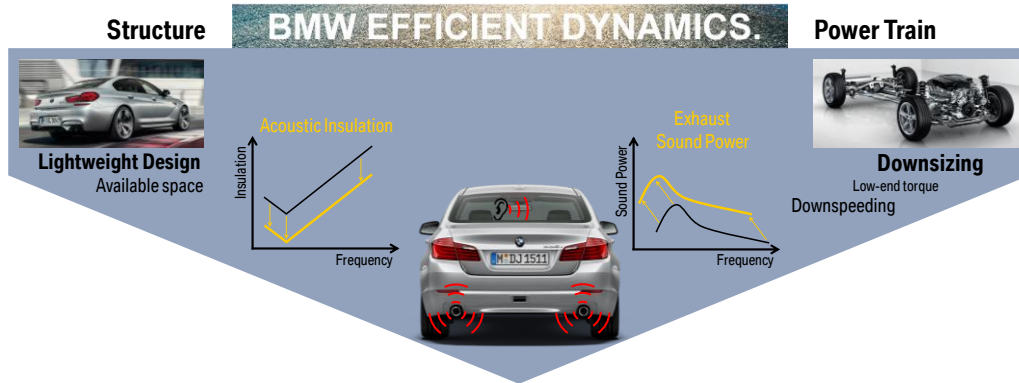 Structure
BMW EFFICIENT DYNAMICS.
Power Train
Lightweight Design
Available space
Acoustic Insulation
Insulation
Frequency
Exhaust
Sound Power
Sound Power
Frequency
Downsizing
Low-end torque
Downspeeding
M DJ 1511